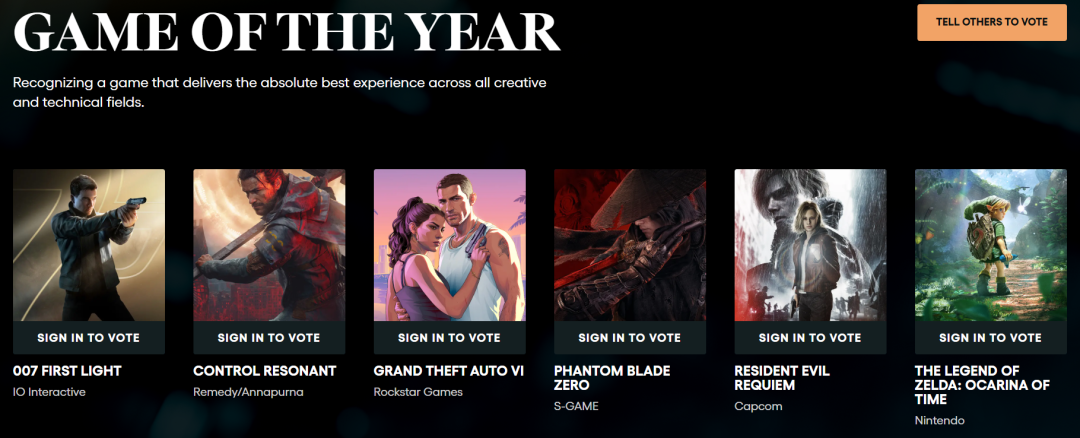 GAME OF THE YEAR
TELL OTHERS TO VOTE
Recognizing a game that delivers the absolute best experience across all creative
and technical fields.
SIGN IN TO VOTE
SIGN IN TO VOTE
SIGN IN TO VOTE
SIGN IN TO VOTE
SIGN IN TO VOTE
SIGN IN TO VOTE
007 FIRST LIGHT
IO Interactive
CONTROL RESONANT
Remedy/Annapurna
GRAND THEFT AUTO VI
Rockstar Games
PHANTOM BLADE
ZERO
S-GAME
RESIDENT EVIL
REQUIEM
Capcom
THE LEGEND OF
ZELDA: OCARINA OF
TIME
Nintendo